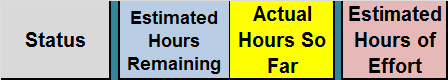 Status
Estimated
Hours
Remaining
Actual
Hours So
Far
Estimated
Hours of
Effort